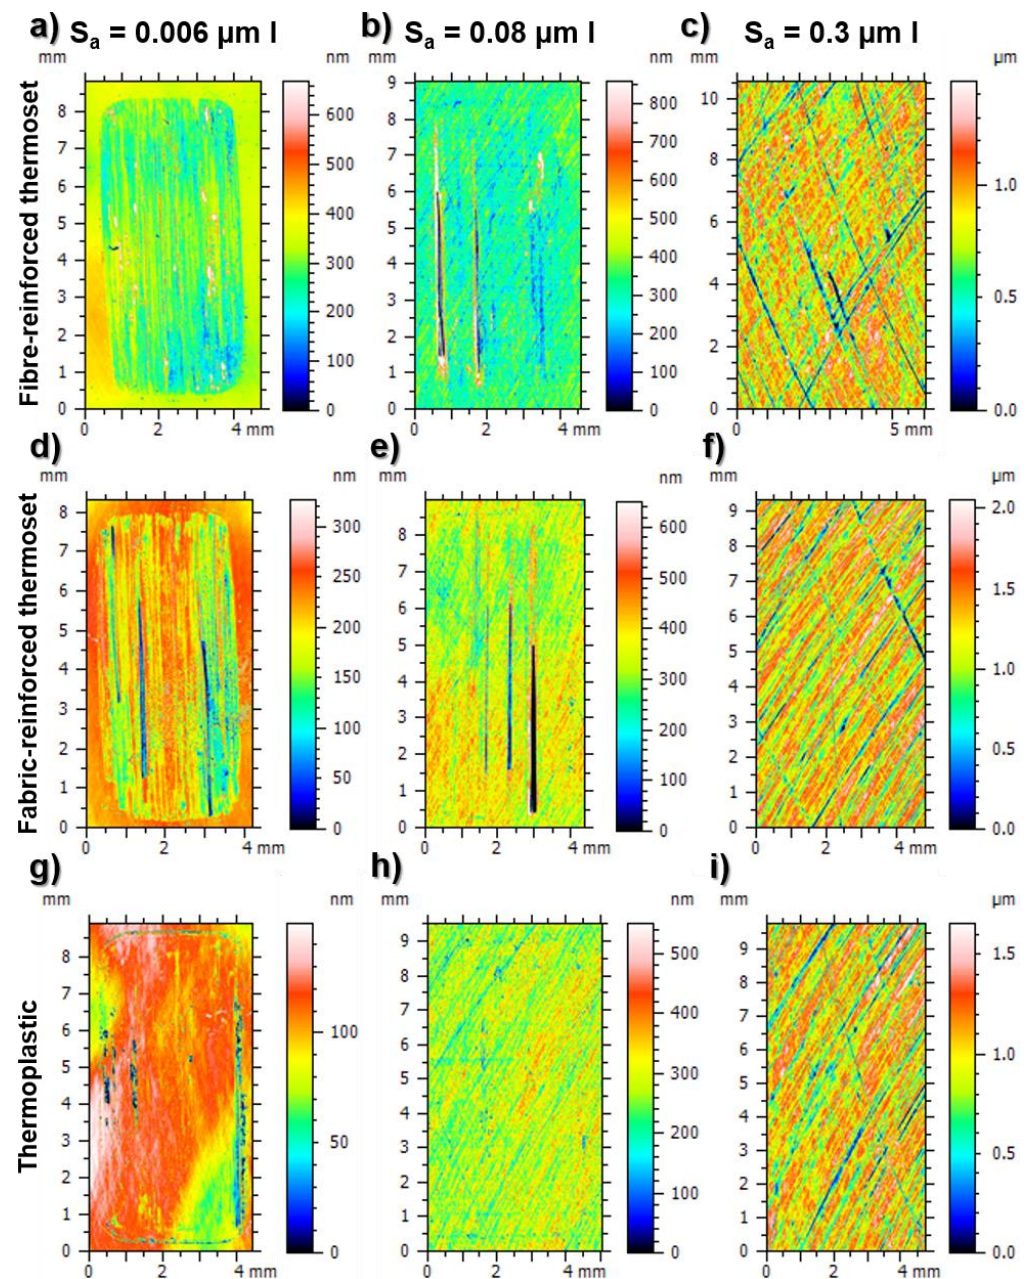 a) Sa = 0.006 µm l
b) Sa = 0.08 µm l
c) Sa = 0.3 µm l
Fibre-reinforced thermoset
mm nm
8 7 6 5 4 3 2 1 0
0 2 4 mm
600 500 400 300 200 100 0
mm nm
9 8 7 6 5 4 3 2 1 0
0 2 4 mm
800 700 600 500 400 300 200 100 0
mm µm
10 8 6 4 2 0
0 5 mm
1.0 0.5 0.0
d) e) f)
Fabric-reinforced thermoset
mm nm
8 7 6 5 4 3 2 1 0
0 2 4 mm
300 250 200 150 100 50 0
mm nm
8 7 6 5 4 3 2 1 0
0 2 4 mm
600 500 400 300 200 100 0
mm µm
9 8 7 6 5 4 3 2 1 0
0 2 4 mm
2.0 1.5 1.0 0.5 0.0
g) h) i)
Thermoplastic
mm nm
8 7 6 5 4 3 2 1 0
0 2 4 mm
100 50 0
mm nm
9 8 7 6 5 4 3 2 1 0
0 2 4 mm
500 400 300 200 100 0
mm µm
9 8 7 6 5 4 3 2 1 0
0 2 4 mm
1.5 1.0 0.5 0.0